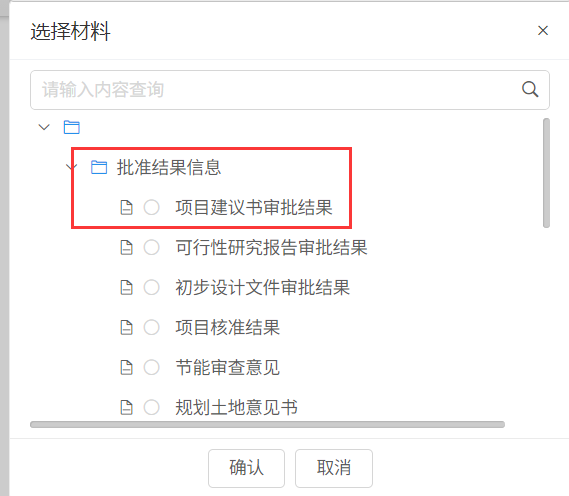 选择材料
请输入内容查询
批准结果信息
项目建议书审批结果
可行性研究报告审批结果
初步设计文件审批结果
项目核准结果
节能审查意见
规划土地意见书
确认
取消